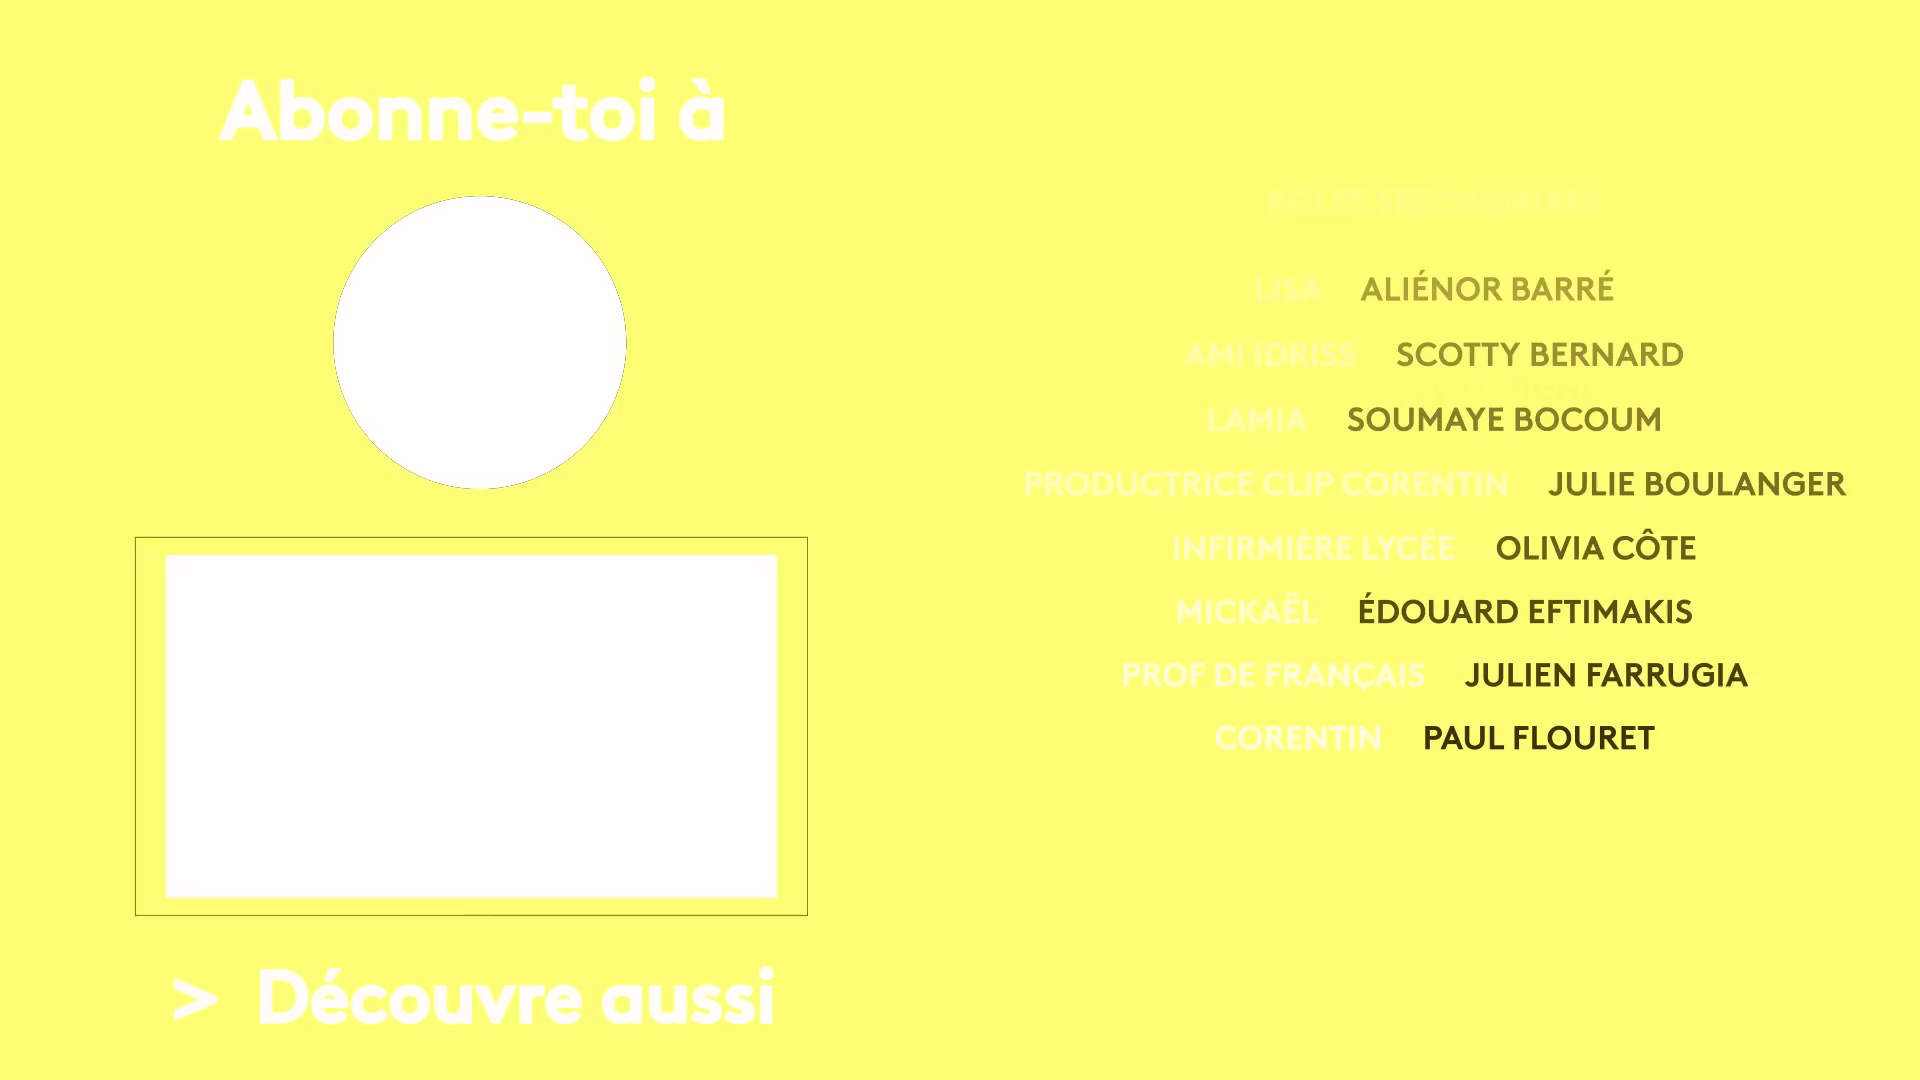 Abonne-toi à
> Découvre aussi
RÔLES SECONDAIRES
LISA ALIÉNOR BARRÉ
AMI IDRISS SCOTTY BERNARD
LAMIA SOUMAYE BOCOUM
PRODUCTRICE CLIP CORENTIN JULIE BOULANGER
INFIRMIÈRE LYCÉE OLIVIA CÔTE
MICKAËL ÉDOUARD EFTIMAKIS
PROF DE FRANÇAIS JULIEN FARRUGIA
CORENTIN PAUL FLOURET